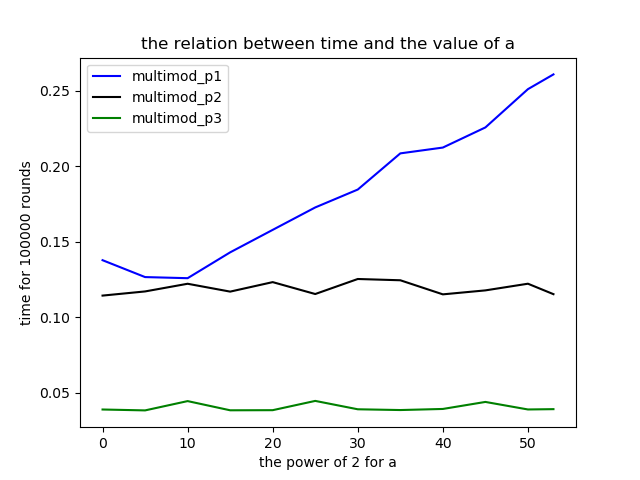 the relation between time and the value of a
multimod_p1
multimod_p2
multimod_p3
time for 100000 rounds
0.25
0.20
0.15
0.10
0.05
0 10 20 30 40 50
the power of 2 for a